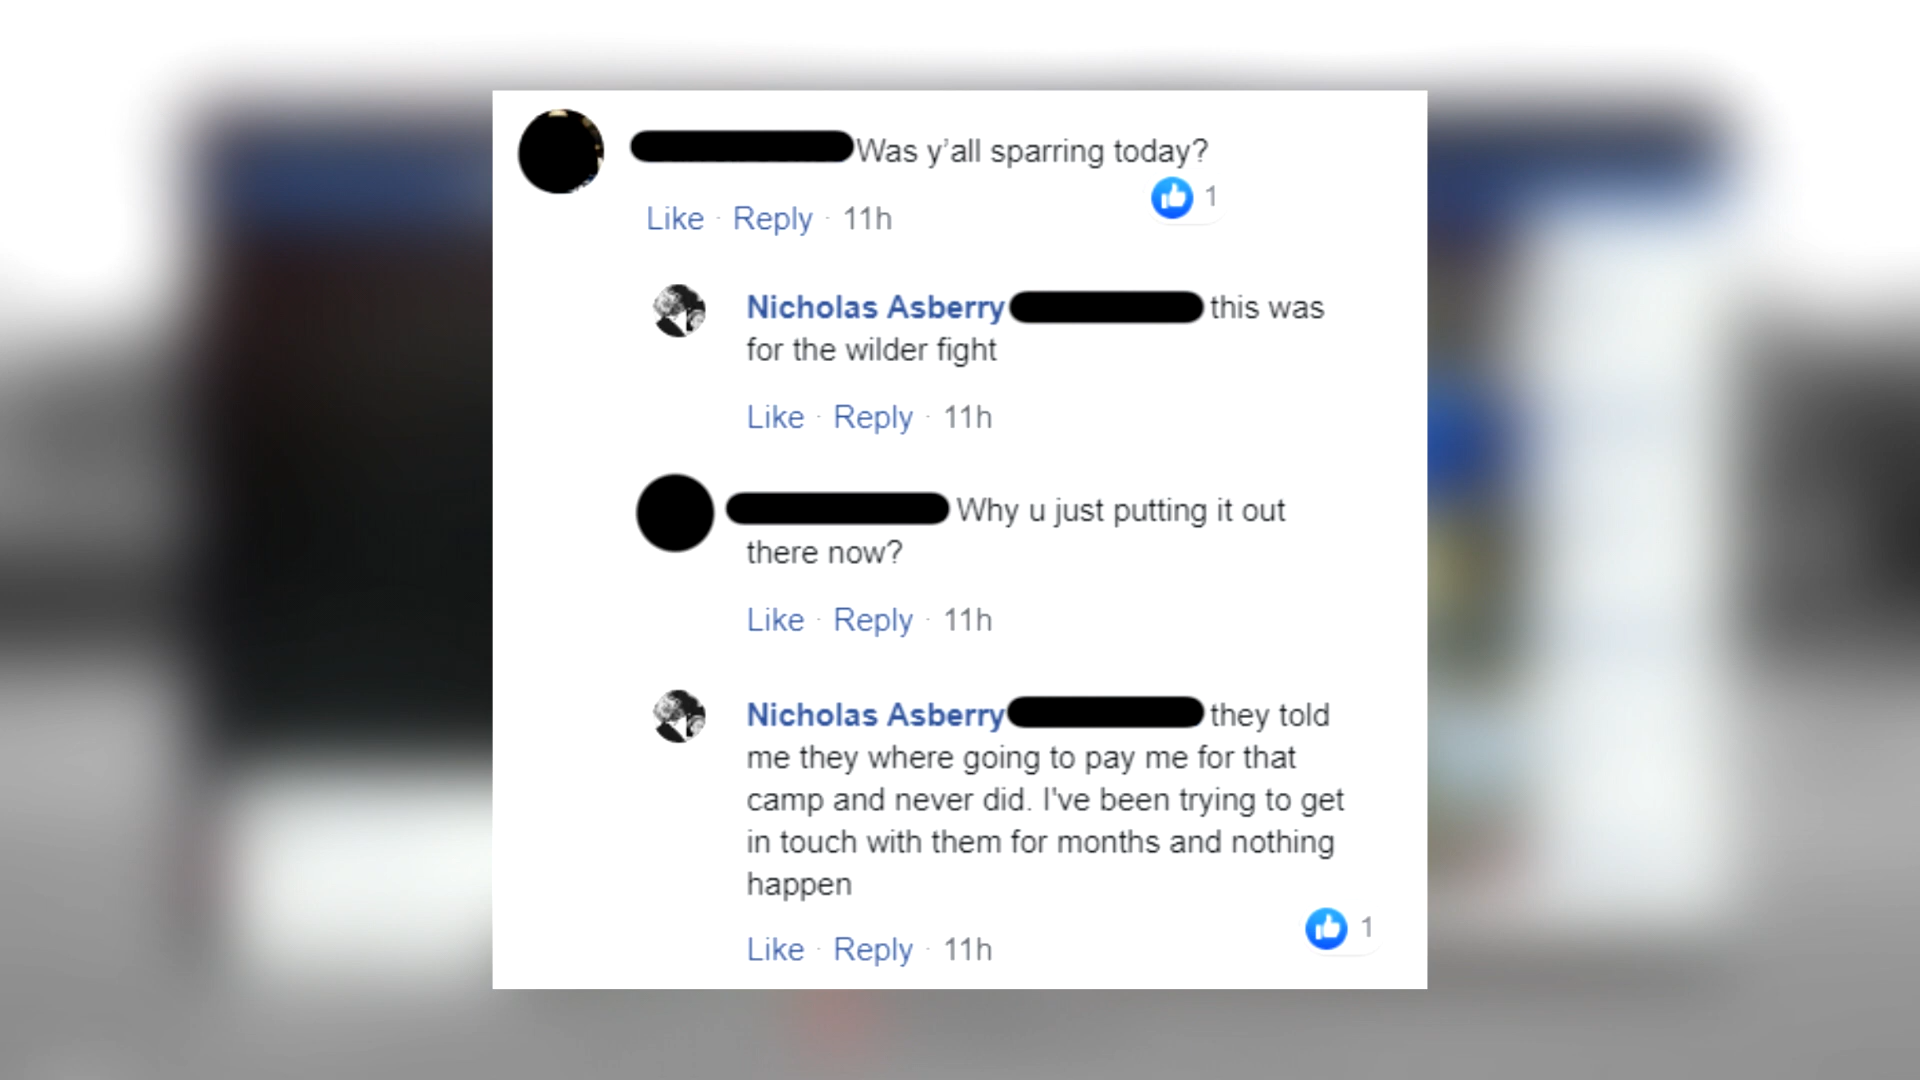 Was y’all sparring today?
1
Like · Reply · 11h
Nicholas Asberry this was
for the wilder fight
Like · Reply · 11h
Why u just putting it out
there now?
Like · Reply · 11h
Nicholas Asberry they told
me they where going to pay me for that
camp and never did. I've been trying to get
in touch with them for months and nothing
happen
1
Like · Reply · 11h